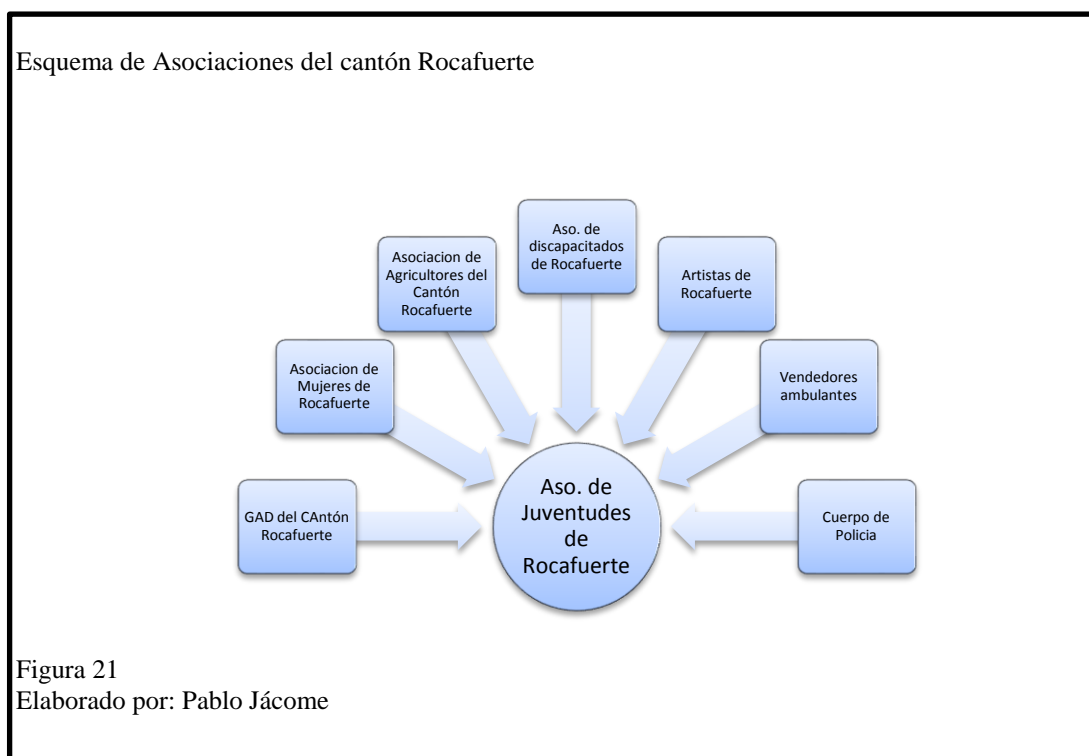 Esquema de Asociaciones del cantón Rocafuerte
Aso. de
discapacitados
de Rocafuerte
Asociacion de
Agricultores del
Cantón
Rocafuerte
Artistas de
Rocafuerte
Asociacion de
Mujeres de
Rocafuerte
Vendedores
ambulantes
GAD del CAntón
Rocafuerte
Aso. de
Juventudes
de
Rocafuerte
Cuerpo de
Policia
Figura 21
Elaborado por: Pablo Jácome